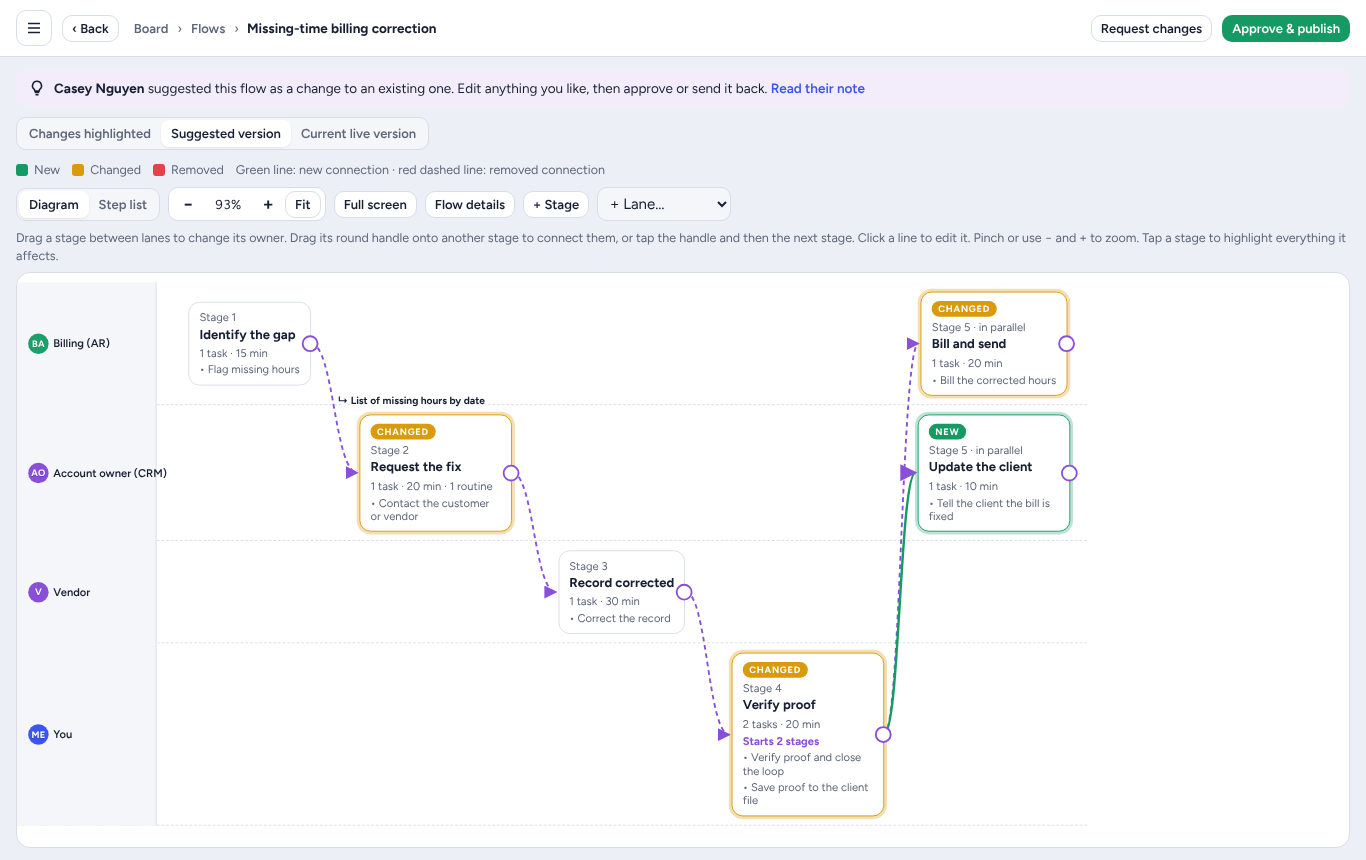 ‹ Back
Board › Flows › Missing-time billing correction
Request changes
Approve & publish
Casey Nguyen suggested this flow as a change to an existing one. Edit anything you like, then approve or send it back. Read their note
Changes highlighted
Suggested version
Current live version
New
Changed
Removed
Green line: new connection · red dashed line: removed connection
Diagram
Step list
− 93% +
Fit
Full screen
Flow details
+ Stage
+ Lane...
Drag a stage between lanes to change its owner. Drag its round handle onto another stage to connect them, or tap the handle and then the next stage. Click a line to edit it. Pinch or use − and + to zoom. Tap a stage to highlight everything it
affects.
BA Billing (AR)
Stage 1
Identify the gap
1 task · 15 min
• Flag missing hours
CHANGED
Stage 5 · in parallel
Bill and send
1 task · 20 min
• Bill the corrected hours
↪ List of missing hours by date
AO Account owner (CRM)
CHANGED
Stage 2
Request the fix
1 task · 20 min · 1 routine
• Contact the customer
or vendor
NEW
Stage 5 · in parallel
Update the client
1 task · 10 min
• Tell the client the bill is
fixed
V Vendor
Stage 3
Record corrected
1 task · 30 min
• Correct the record
ME You
CHANGED
Stage 4
Verify proof
2 tasks · 20 min
Starts 2 stages
• Verify proof and close
the loop
• Save proof to the client
file